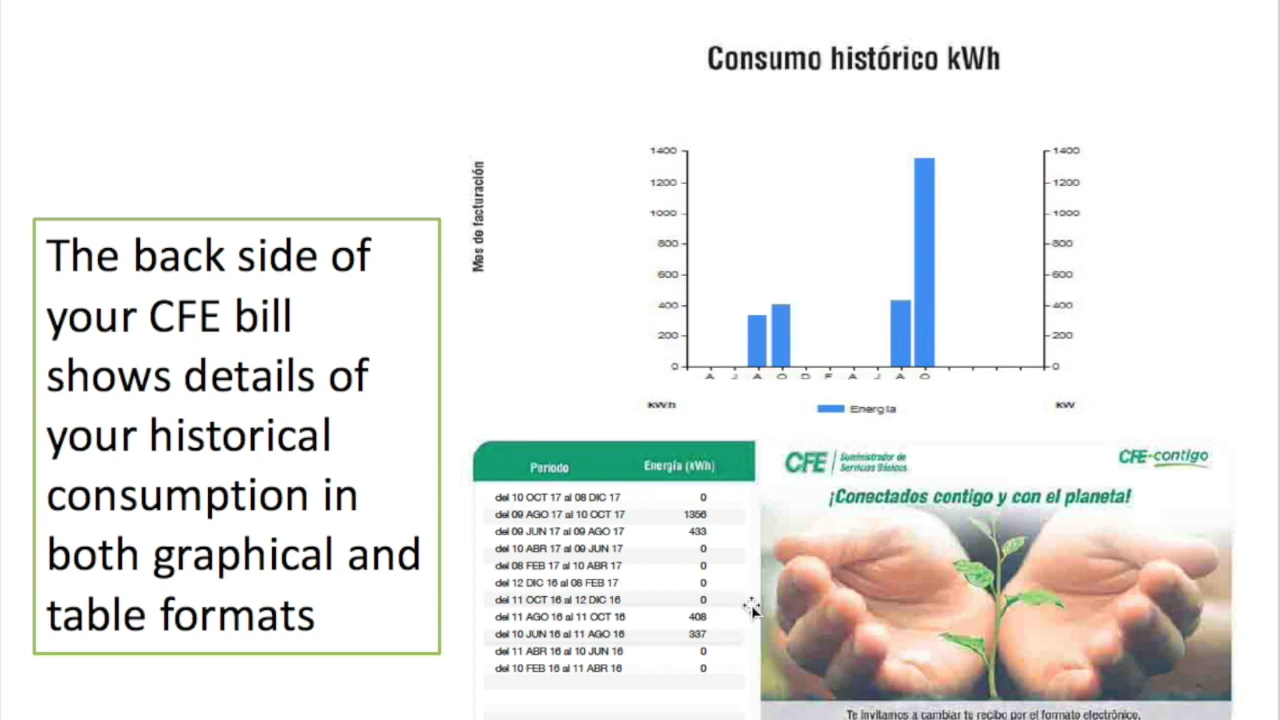 The back side of
your CFE bill
shows details of
your historical
consumption in
both graphical and
table formats
Consumo histórico kWh
Mes de facturación
1400
1200
1000
800
600
400
200
0
1400
1200
1000
800
600
400
200
0
A J A O D F A J A O
kWh
Energía
kW
Periodo Energía (kWh)
del 10 OCT 17 al 08 DIC 17 0
del 09 AGO 17 al 10 OCT 17 1356
del 09 JUN 17 al 09 AGO 17 433
del 10 ABR 17 al 09 JUN 17 0
del 08 FEB 17 al 10 ABR 17 0
del 12 DIC 16 al 08 FEB 17 0
del 11 OCT 16 al 12 DIC 16 0
del 11 AGO 16 al 11 OCT 16 408
del 10 JUN 16 al 11 AGO 16 337
del 11 ABR 16 al 10 JUN 16 0
del 10 FEB 16 al 11 ABR 16 0
CFE Suministrador de
Servicios Básicos
CFE-contigo
¡Conectados contigo y con el planeta!
Te invitamos a cambiar tu recibo por el formato electrónico,